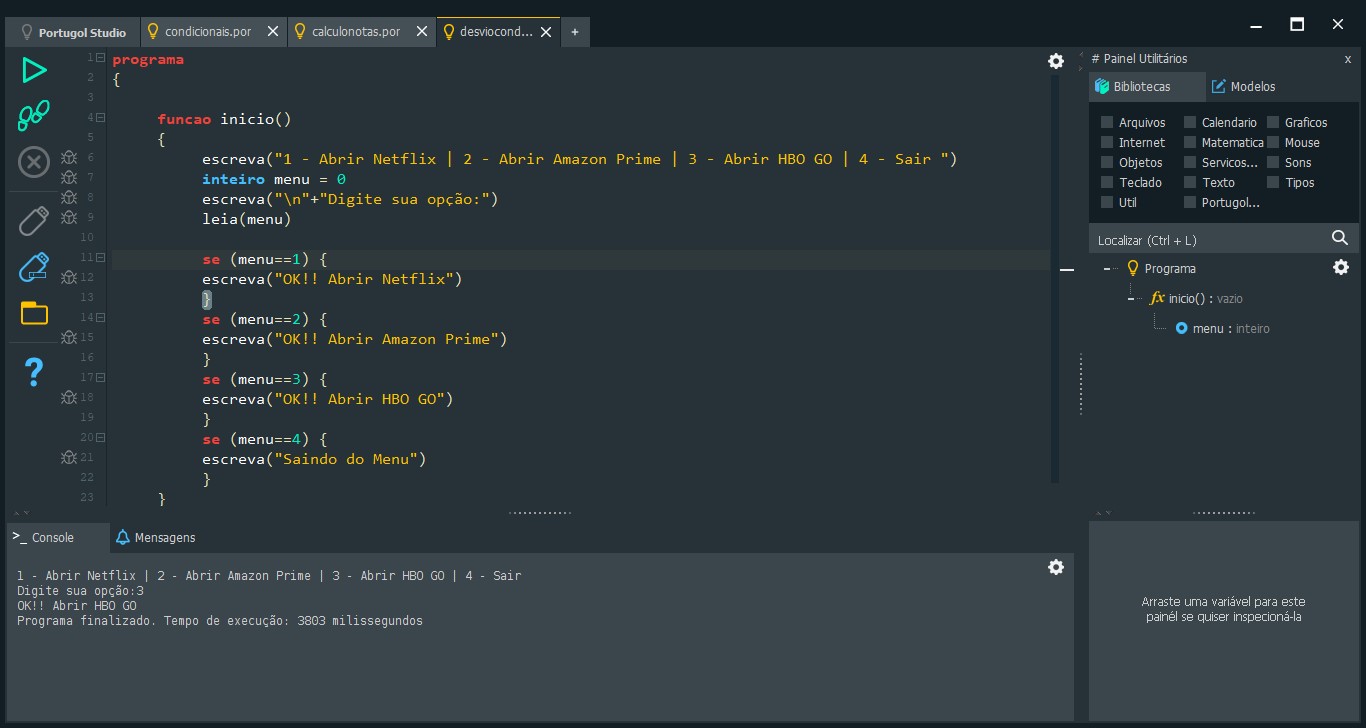 Portugol Studio
condicionais.por
calculonotas.por
desviocond...
+
1 programa
2 {
3
4 funcao inicio()
5 {
6 escreva("1 - Abrir Netflix | 2 - Abrir Amazon Prime | 3 - Abrir HBO GO | 4 - Sair ")
7 inteiro menu = 0
8 escreva("\n"+"Digite sua opção:")
9 leia(menu)
10
11 se (menu==1) {
12 escreva("OK!! Abrir Netflix")
13 }
14 se (menu==2) {
15 escreva("OK!! Abrir Amazon Prime")
16 }
17 se (menu==3) {
18 escreva("OK!! Abrir HBO GO")
19 }
20 se (menu==4) {
21 escreva("Saindo do Menu")
22 }
23 }
# Painel Utilitários x
Bibliotecas Modelos
Arquivos Calendario Graficos
Internet Matematica Mouse
Objetos Servicos... Sons
Teclado Texto Tipos
Util Portugol...
Localizar (Ctrl + L)
Programa
fx inicio() : vazio
menu : inteiro
>_ Console Mensagens
1 - Abrir Netflix | 2 - Abrir Amazon Prime | 3 - Abrir HBO GO | 4 - Sair
Digite sua opção:3
OK!! Abrir HBO GO
Programa finalizado. Tempo de execução: 3803 milissegundos
Arraste uma variável para este
painél se quiser inspecioná-la
?